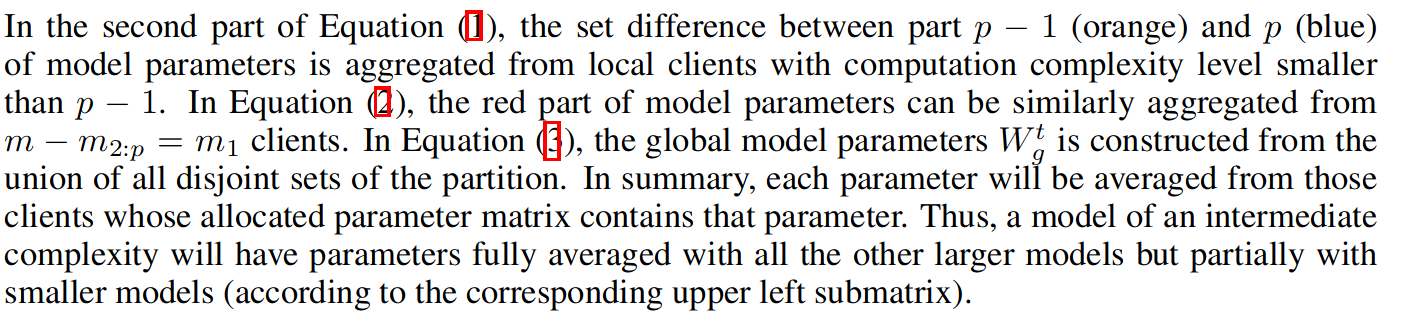 In the second part of Equation (1), the set difference between part p − 1 (orange) and p (blue)
of model parameters is aggregated from local clients with computation complexity level smaller
than p − 1. In Equation (2), the red part of model parameters can be similarly aggregated from
m − m_{2:p} = m_1 clients. In Equation (3), the global model parameters W_g^t is constructed from the
union of all disjoint sets of the partition. In summary, each parameter will be averaged from those
clients whose allocated parameter matrix contains that parameter. Thus, a model of an intermediate
complexity will have parameters fully averaged with all the other larger models but partially with
smaller models (according to the corresponding upper left submatrix).